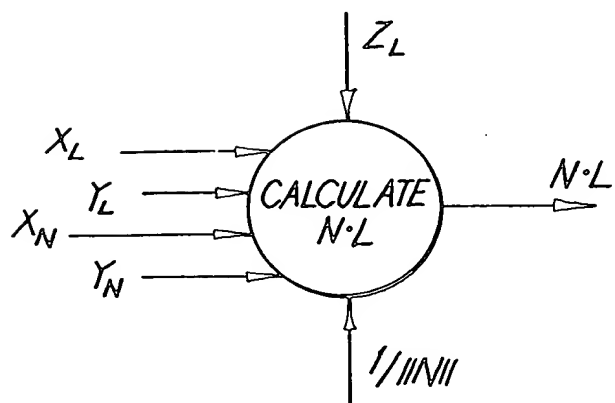 Z_L
X_L
Y_L
X_N
Y_N
CALCULATE
N·L
N·L
1/||N||